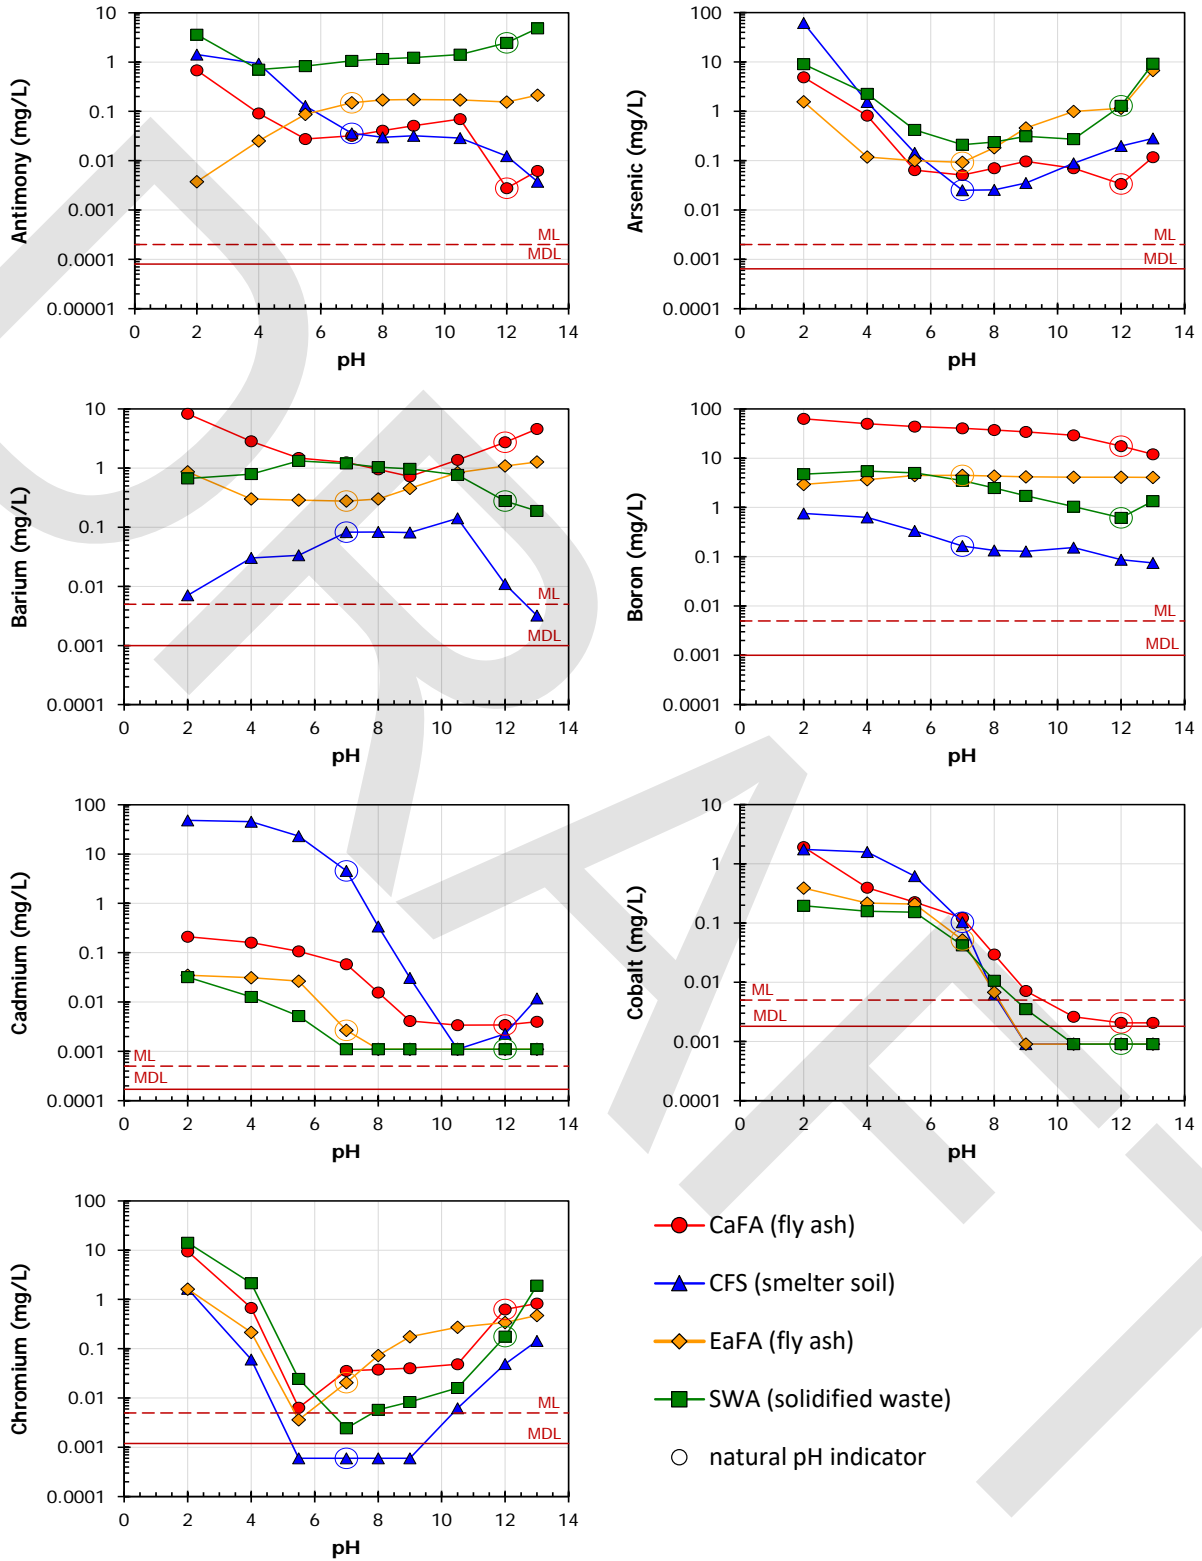 10
1
0.1
0.01
0.001
0.0001
0.00001
Antimony (mg/L)
ML
MDL
0 2 4 6 8 10 12 14
pH
100
10
1
0.1
0.01
0.001
0.0001
Arsenic (mg/L)
ML
MDL
0 2 4 6 8 10 12 14
pH
10
1
0.1
0.01
0.001
0.0001
Barium (mg/L)
ML
MDL
0 2 4 6 8 10 12 14
pH
100
10
1
0.1
0.01
0.001
0.0001
Boron (mg/L)
ML
MDL
0 2 4 6 8 10 12 14
pH
100
10
1
0.1
0.01
0.001
0.0001
Cadmium (mg/L)
ML
MDL
0 2 4 6 8 10 12 14
pH
10
1
0.1
0.01
0.001
0.0001
Cobalt (mg/L)
ML
MDL
0 2 4 6 8 10 12 14
pH
100
10
1
0.1
0.01
0.001
0.0001
Chromium (mg/L)
ML
MDL
0 2 4 6 8 10 12 14
pH
CaFA (fly ash)
CFS (smelter soil)
EaFA (fly ash)
SWA (solidified waste)
natural pH indicator
DRAFT